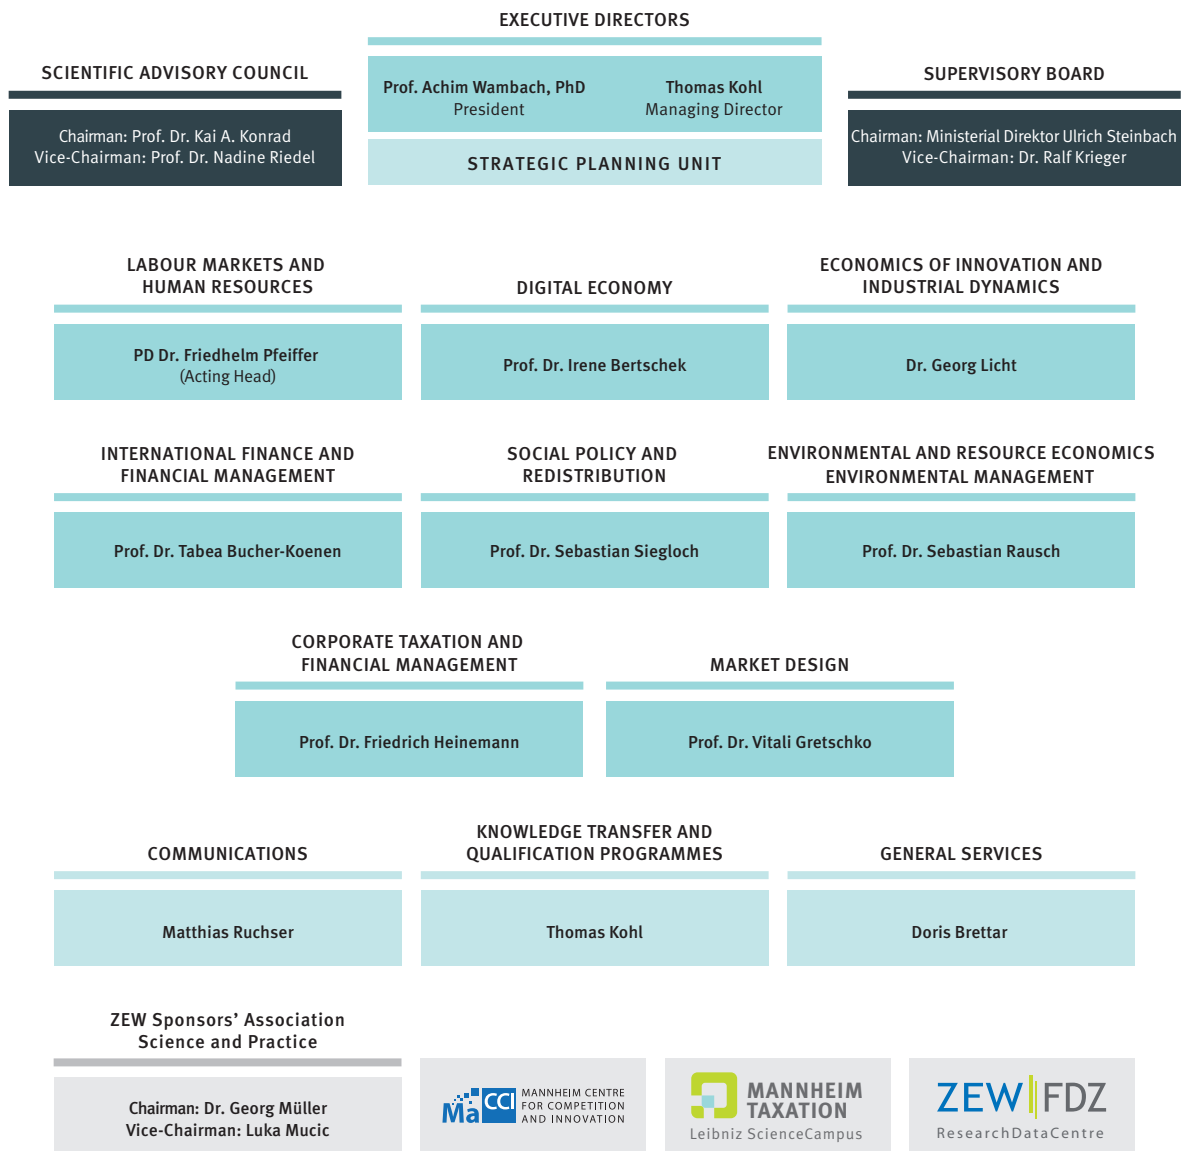 EXECUTIVE DIRECTORS
Prof. Achim Wambach, PhD
President
Thomas Kohl
Managing Director
STRATEGIC PLANNING UNIT
SCIENTIFIC ADVISORY COUNCIL
Chairman: Prof. Dr. Kai A. Konrad
Vice-Chairman: Prof. Dr. Nadine Riedel
SUPERVISORY BOARD
Chairman: Ministerial Direktor Ulrich Steinbach
Vice-Chairman: Dr. Ralf Krieger
LABOUR MARKETS AND
HUMAN RESOURCES
PD Dr. Friedhelm Pfeiffer
(Acting Head)
DIGITAL ECONOMY
Prof. Dr. Irene Bertschek
ECONOMICS OF INNOVATION AND
INDUSTRIAL DYNAMICS
Dr. Georg Licht
INTERNATIONAL FINANCE AND
FINANCIAL MANAGEMENT
Prof. Dr. Tabea Bucher-Koenen
SOCIAL POLICY AND
REDISTRIBUTION
Prof. Dr. Sebastian Siegloch
ENVIRONMENTAL AND RESOURCE ECONOMICS
ENVIRONMENTAL MANAGEMENT
Prof. Dr. Sebastian Rausch
CORPORATE TAXATION AND
FINANCIAL MANAGEMENT
Prof. Dr. Friedrich Heinemann
MARKET DESIGN
Prof. Dr. Vitali Gretschko
COMMUNICATIONS
Matthias Ruchser
KNOWLEDGE TRANSFER AND
QUALIFICATION PROGRAMMES
Thomas Kohl
GENERAL SERVICES
Doris Brettar
ZEW Sponsors’ Association
Science and Practice
Chairman: Dr. Georg Müller
Vice-Chairman: Luka Mucic
MaCCI
MANNHEIM CENTRE
FOR COMPETITION
AND INNOVATION
MANNHEIM
TAXATION
Leibniz ScienceCampus
ZEW FDZ
ResearchDataCentre